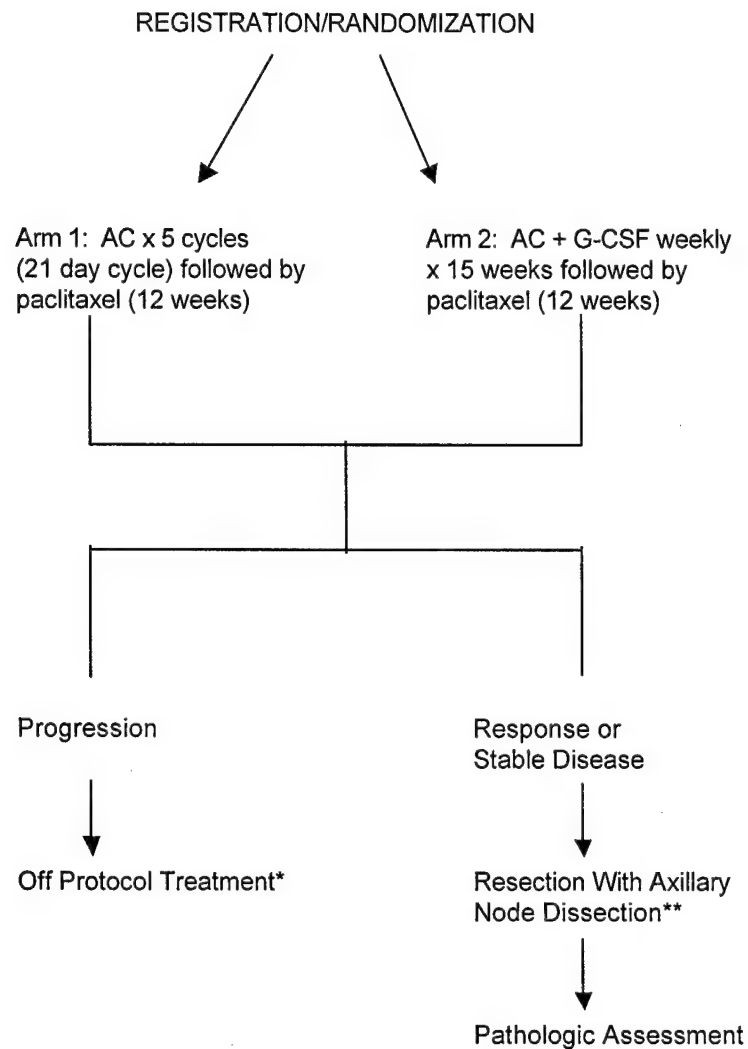 REGISTRATION/RANDOMIZATION
Arm 1: AC x 5 cycles
(21 day cycle) followed by
paclitaxel (12 weeks)
Arm 2: AC + G-CSF weekly
x 15 weeks followed by
paclitaxel (12 weeks)
Progression
Response or
Stable Disease
Off Protocol Treatment*
Resection With Axillary
Node Dissection**
Pathologic Assessment